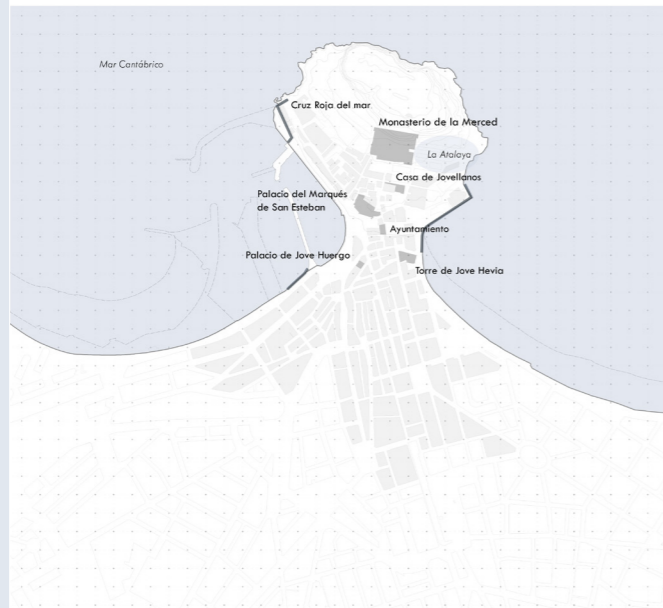 Mar Cantábrico
Cruz Roja del mar
Monasterio de la Merced
La Atalaya
Casa de Jovellanos
Palacio del Marqués
de San Esteban
Ayuntamiento
Palacio de Jove Huergo
Torre de Jove Hevia